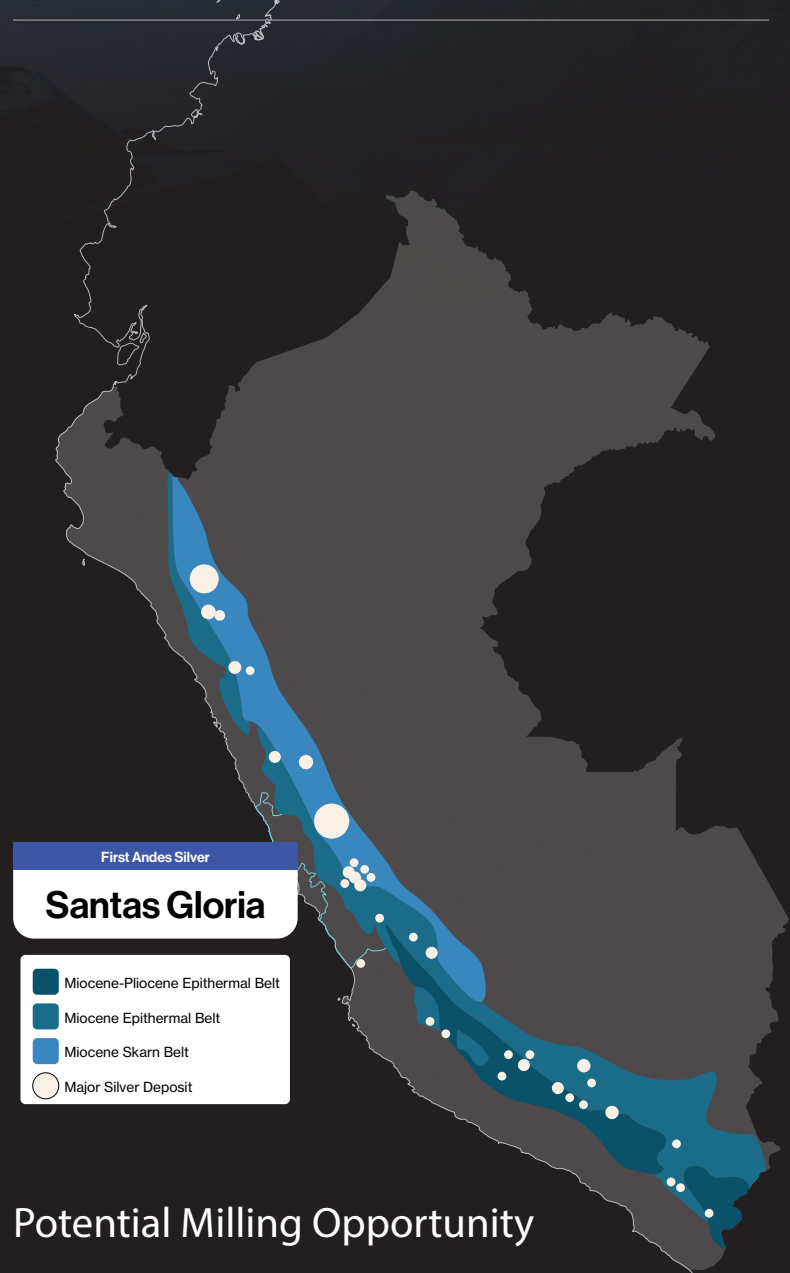 First Andes Silver
Santas Gloria
Miocene-Pliocene Epithermal Belt
Miocene Epithermal Belt
Miocene Skarn Belt
Major Silver Deposit
Potential Milling Opportunity